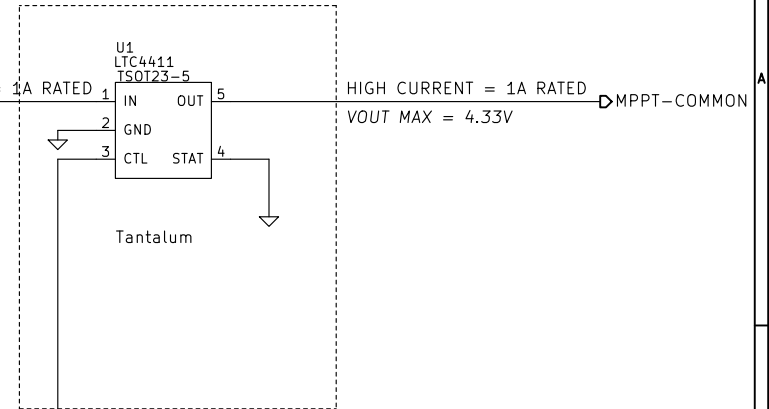 U1
LTC4411
TSOT23-5
= 1A RATED
1 IN OUT 5
2 GND
3 CTL STAT 4
HIGH CURRENT = 1A RATED
VOUT MAX = 4.33V
MPPT-COMMON
Tantalum
A